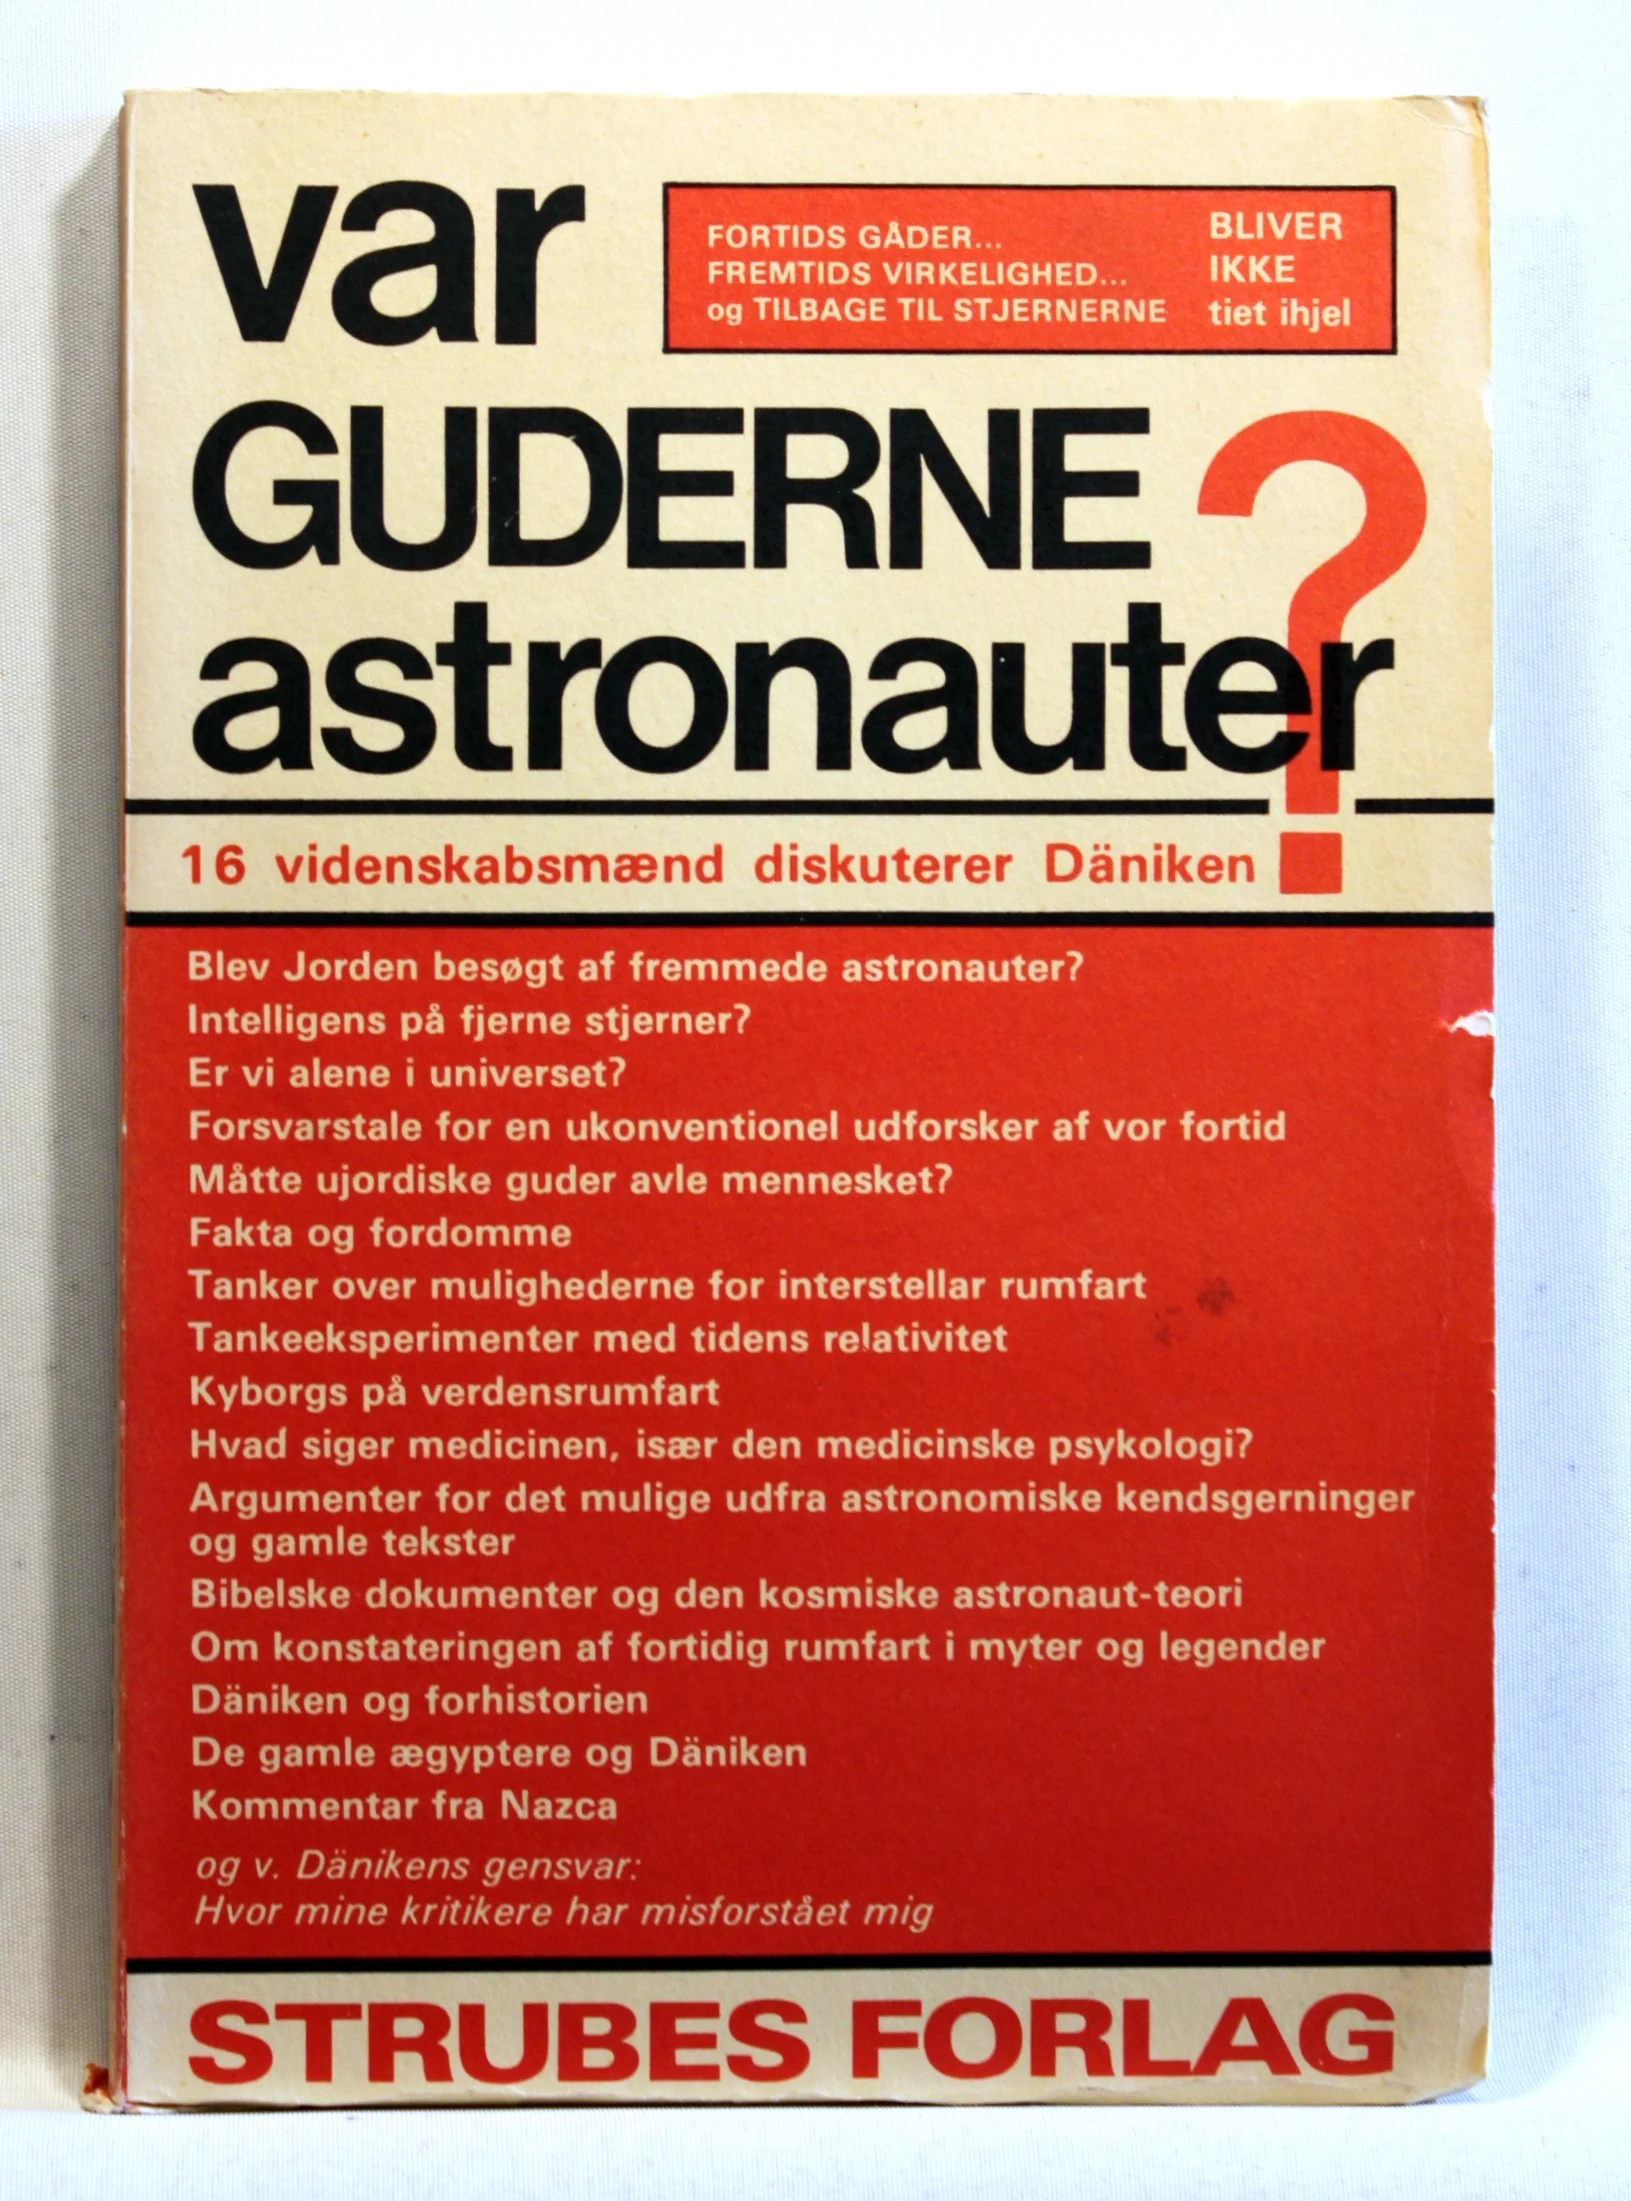 var
FORTIDS GÅDER...
FREMTIDS VIRKELIGHED...
og TILBAGE TIL STJERNERNE
BLIVER
IKKE
tiet ihjel
GUDERNE
astronauter?
16 videnskabsmænd diskuterer Däniken
Blev Jorden besøgt af fremmede astronauter?
Intelligens på fjerne stjerner?
Er vi alene i universet?
Forsvarstale for en ukonventionel udforsker af vor fortid
Måtte ujordiske guder avle mennesket?
Fakta og fordomme
Tanker over mulighederne for interstellar rumfart
Tankeeksperimenter med tidens relativitet
Kyborgs på verdensrumfart
Hvad siger medicinen, især den medicinske psykologi?
Argumenter for det mulige udfra astronomiske kendsgerninger
og gamle tekster
Bibelske dokumenter og den kosmiske astronaut-teori
Om konstateringen af fortidig rumfart i myter og legender
Däniken og forhistorien
De gamle ægyptere og Däniken
Kommentar fra Nazca
og v. Dänikens gensvar:
Hvor mine kritikere har misforstået mig
STRUBES FORLAG